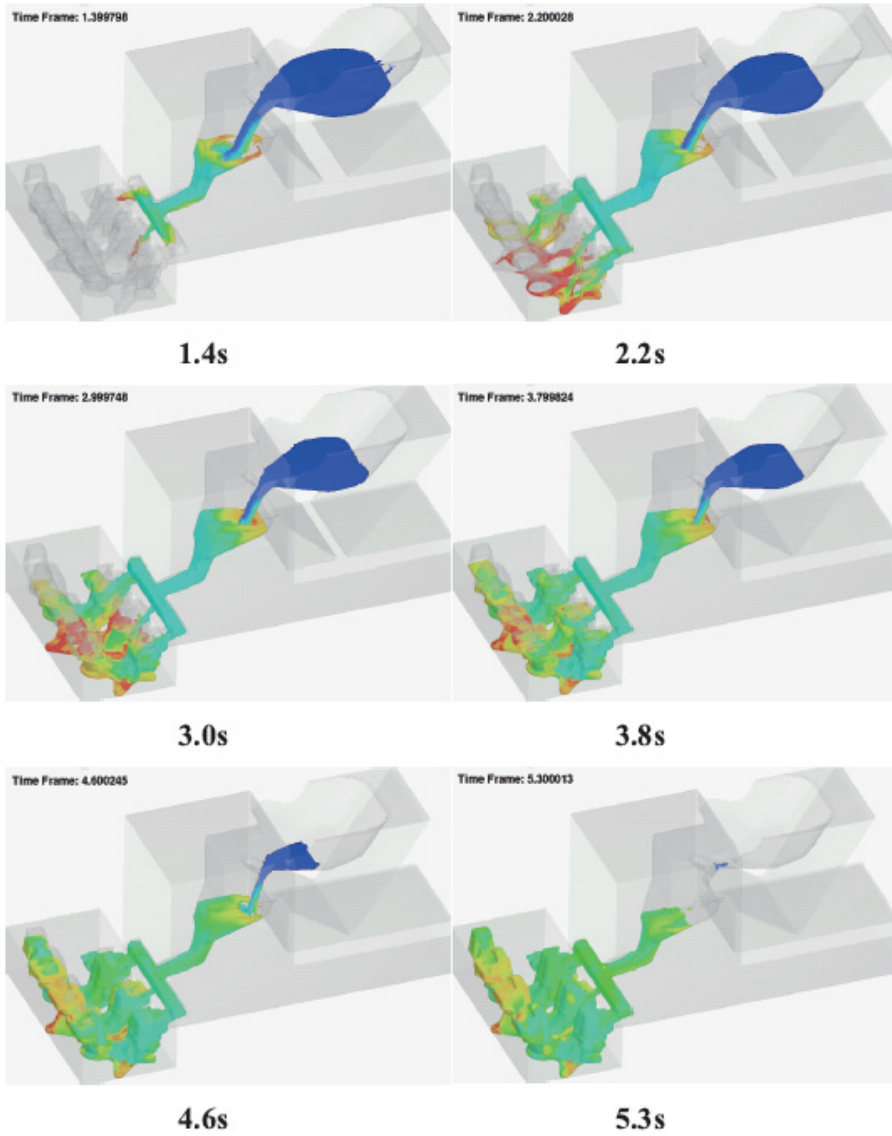 Time Frame: 1.399798
Time Frame: 2.200028
1.4s
2.2s
Time Frame: 2.999748
Time Frame: 3.799824
3.0s
3.8s
Time Frame: 4.600245
Time Frame: 5.300013
4.6s
5.3s